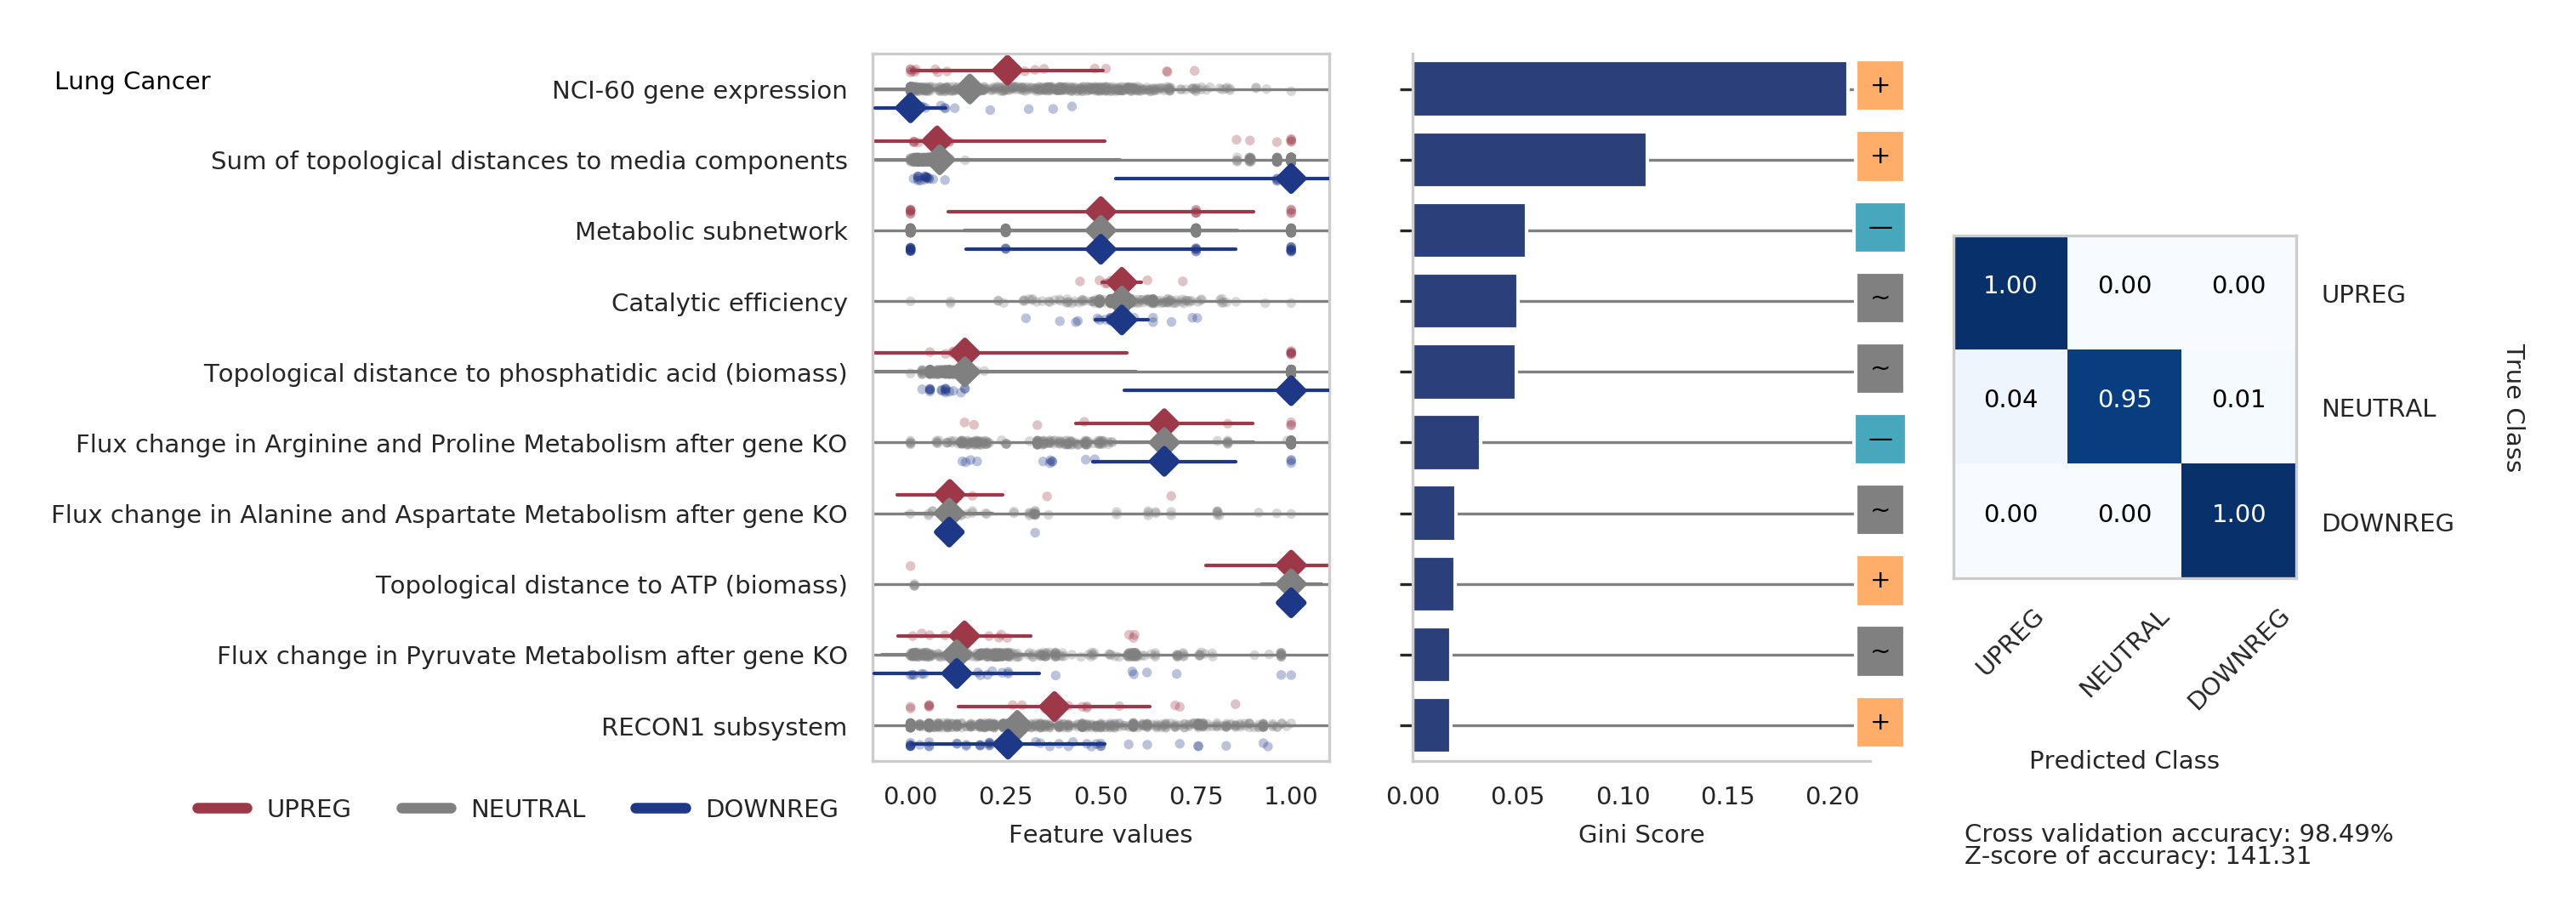 Lung Cancer
NCI-60 gene expression
+
Sum of topological distances to media components
+
Metabolic subnetwork
—
Catalytic efficiency
~
Topological distance to phosphatidic acid (biomass)
~
Flux change in Arginine and Proline Metabolism after gene KO
—
Flux change in Alanine and Aspartate Metabolism after gene KO
~
Topological distance to ATP (biomass)
+
Flux change in Pyruvate Metabolism after gene KO
~
RECON1 subsystem
+
0.00 0.25 0.50 0.75 1.00
Feature values
UPREG NEUTRAL DOWNREG
0.00 0.05 0.10 0.15 0.20
Gini Score
1.00 0.00 0.00 UPREG
0.04 0.95 0.01 NEUTRAL
0.00 0.00 1.00 DOWNREG
True Class
UPREG NEUTRAL DOWNREG
Predicted Class
Cross validation accuracy: 98.49%
Z-score of accuracy: 141.31